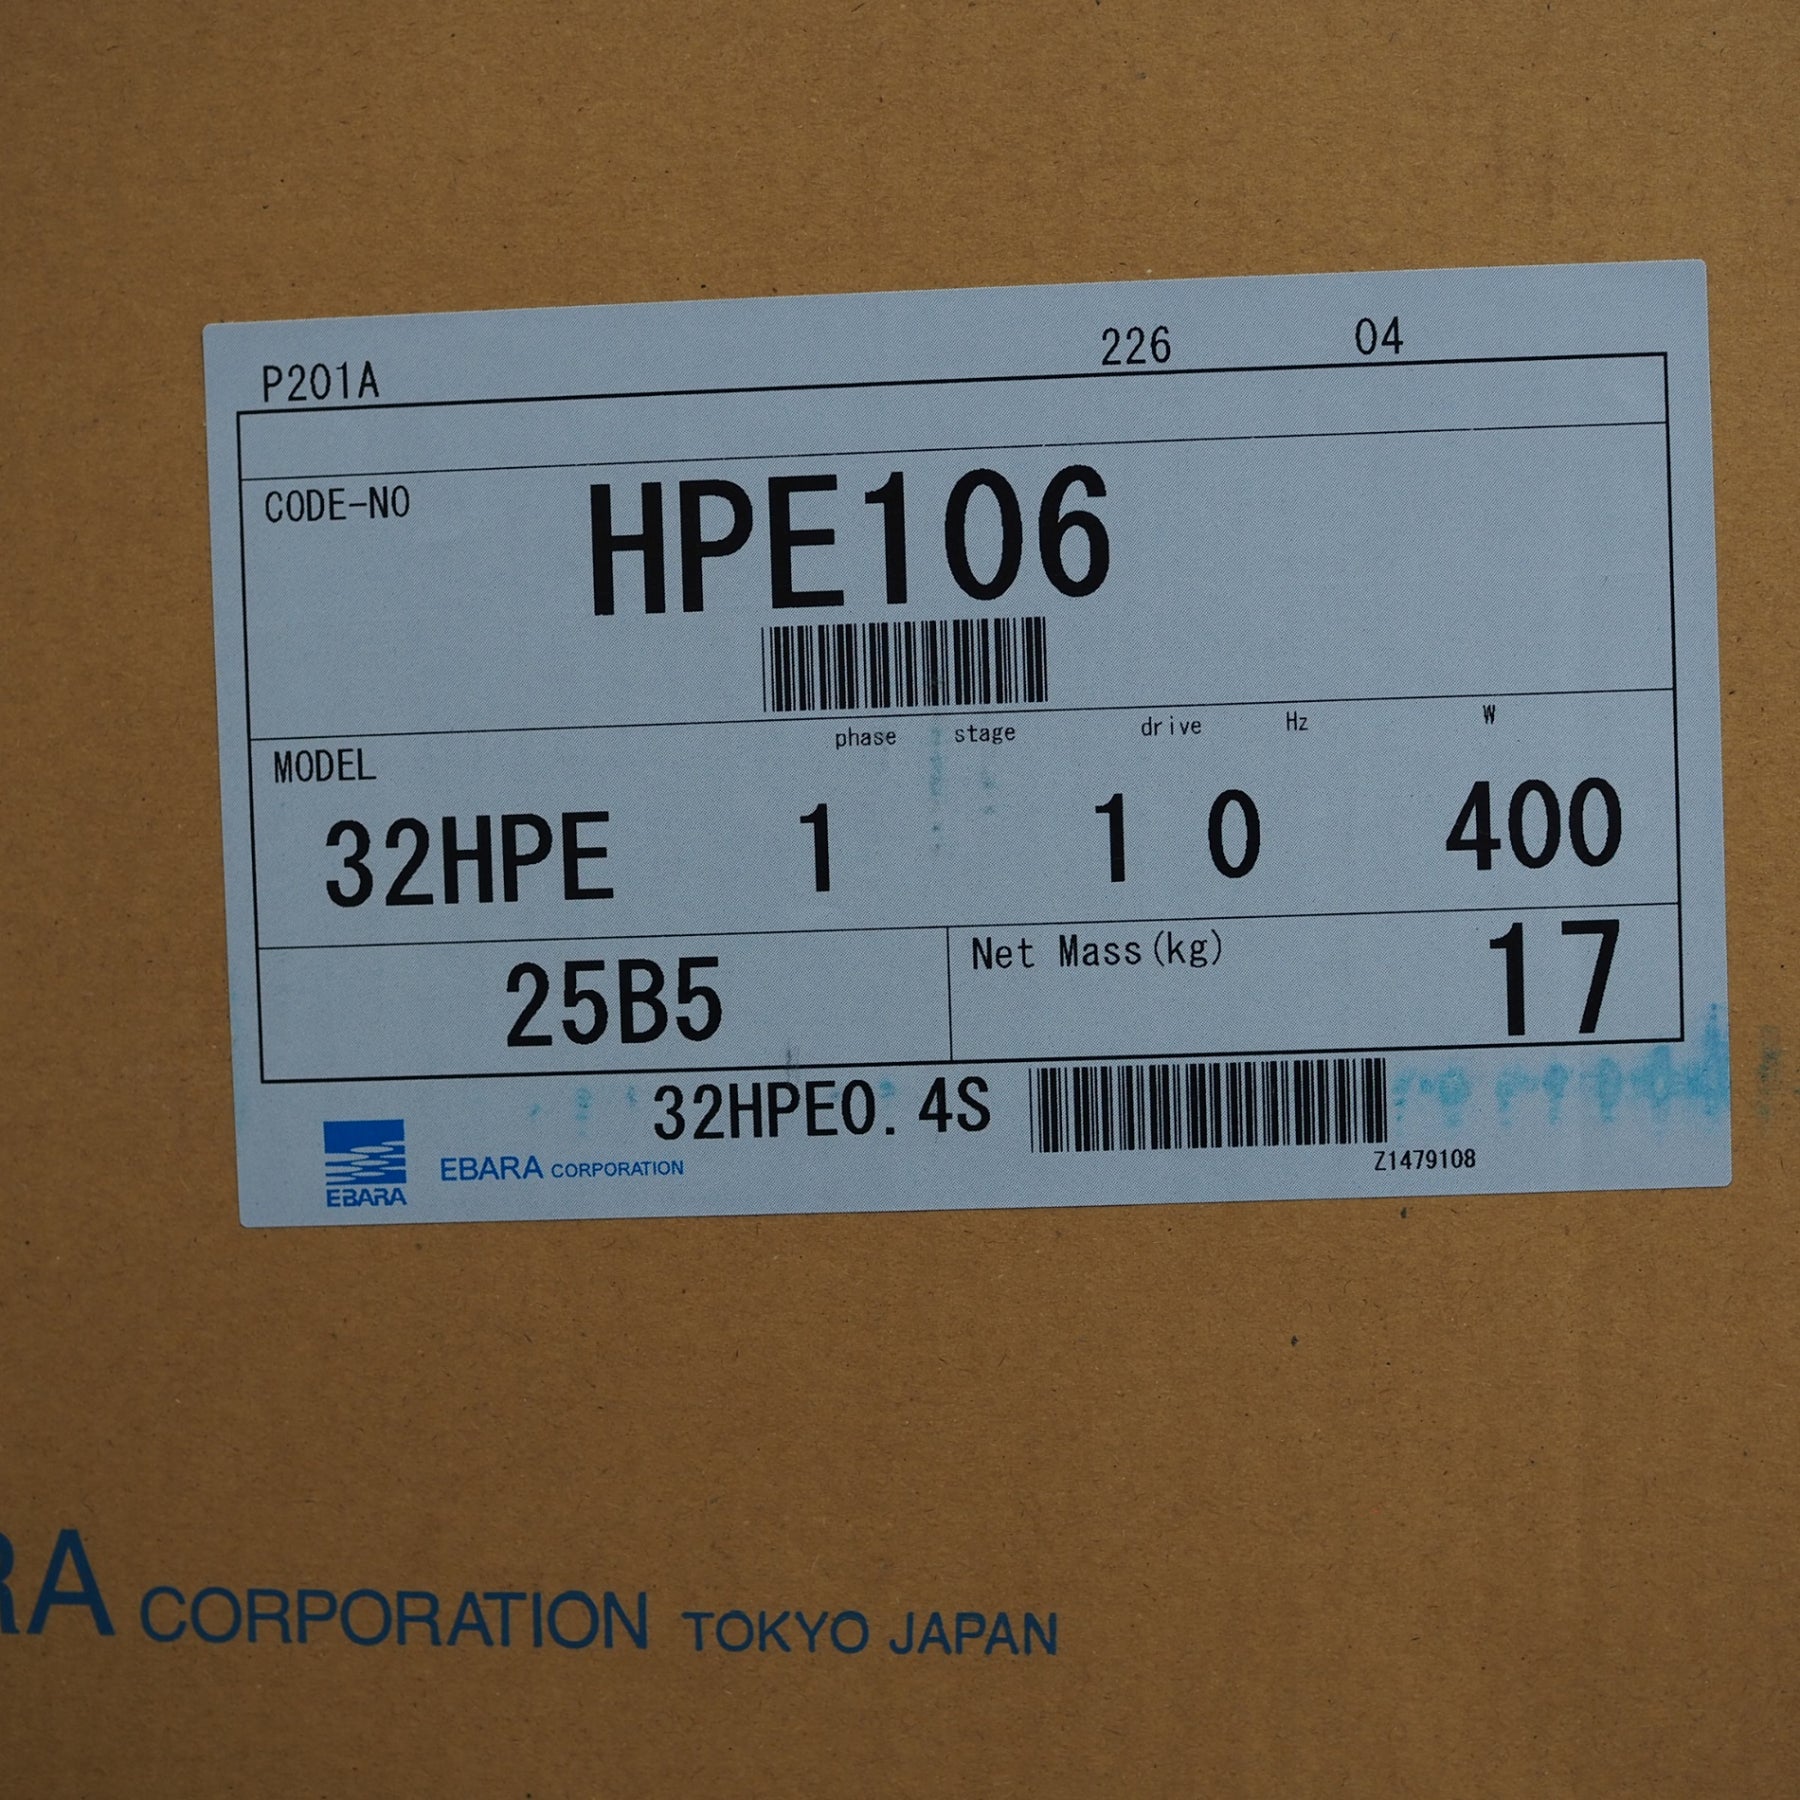 P201A 226 04
CODE-NO HPE106
phase stage drive Hz W
MODEL
32HPE 1 1 0 400
25B5 Net Mass(kg) 17
32HPE0.4S
Z1479108
EBARA EBARA CORPORATION
RA CORPORATION TOKYO JAPAN